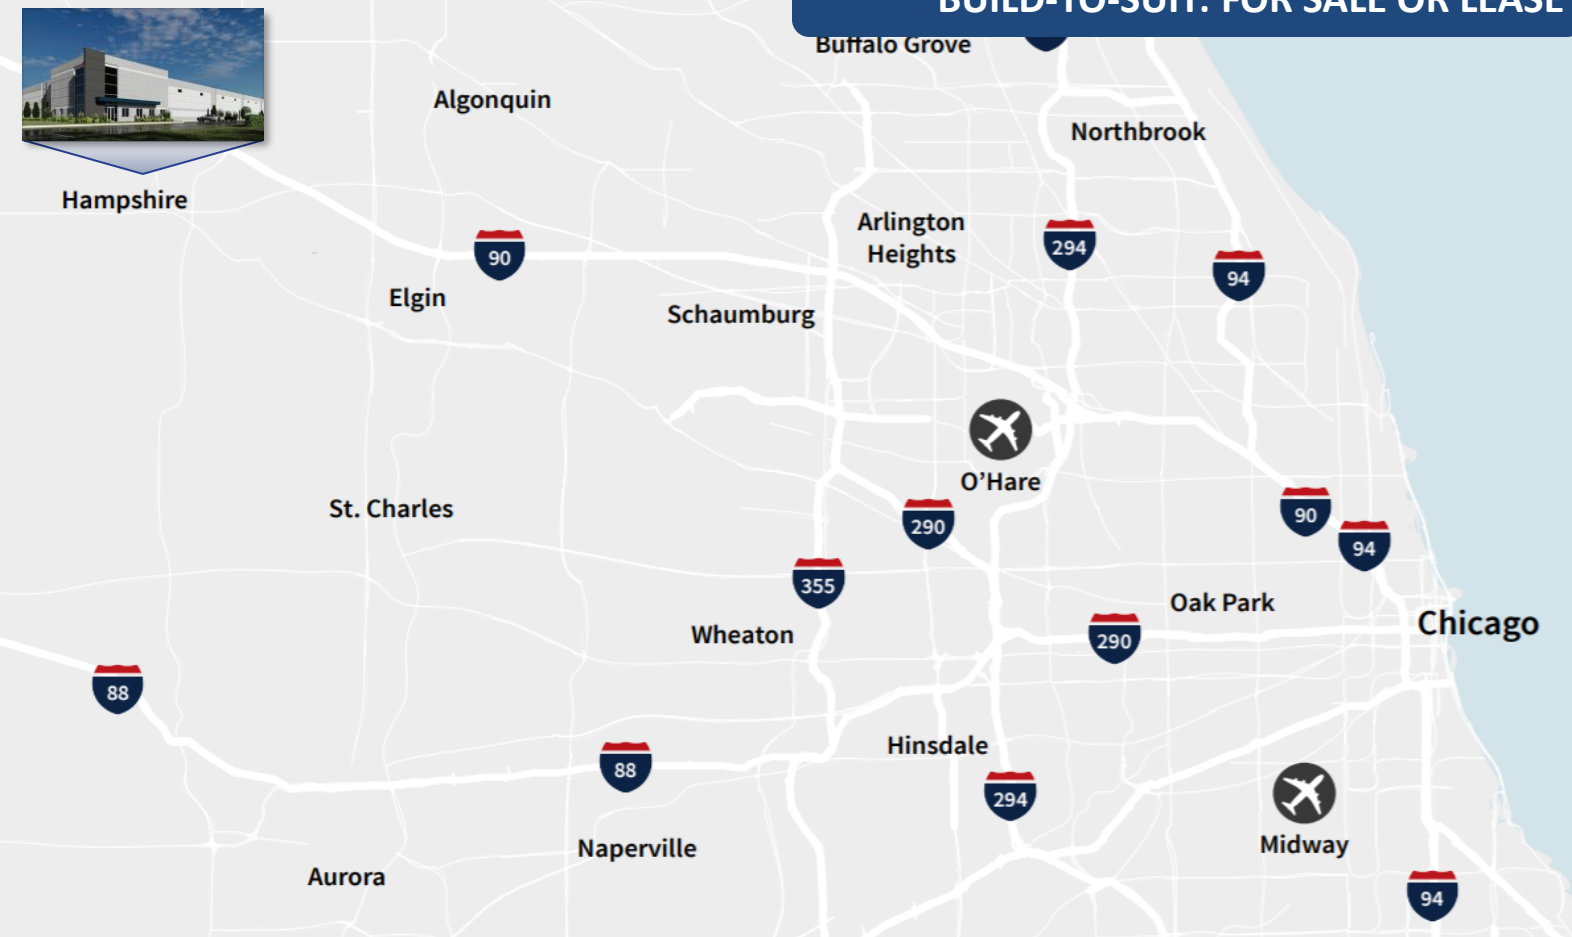 BUILD-TO-SUIT: FOR SALE OR LEASE
Buffalo Grove
Algonquin
Northbrook
Hampshire
Arlington
Heights
294
90
94
Elgin
Schaumburg
O'Hare
St. Charles
290
90
94
355
Oak Park
Chicago
Wheaton
290
88
Hinsdale
88
294
Naperville
Midway
Aurora
94